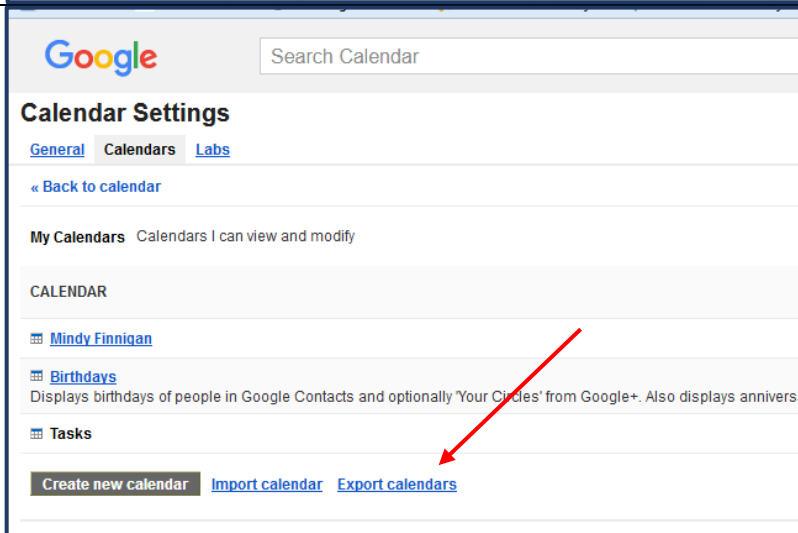 Google Search Calendar
Calendar Settings
General Calendars Labs
« Back to calendar
My Calendars Calendars I can view and modify
CALENDAR
Mindy Finnigan
Birthdays
Displays birthdays of people in Google Contacts and optionally 'Your Circles' from Google+. Also displays annivers
Tasks
Create new calendar Import calendar Export calendars